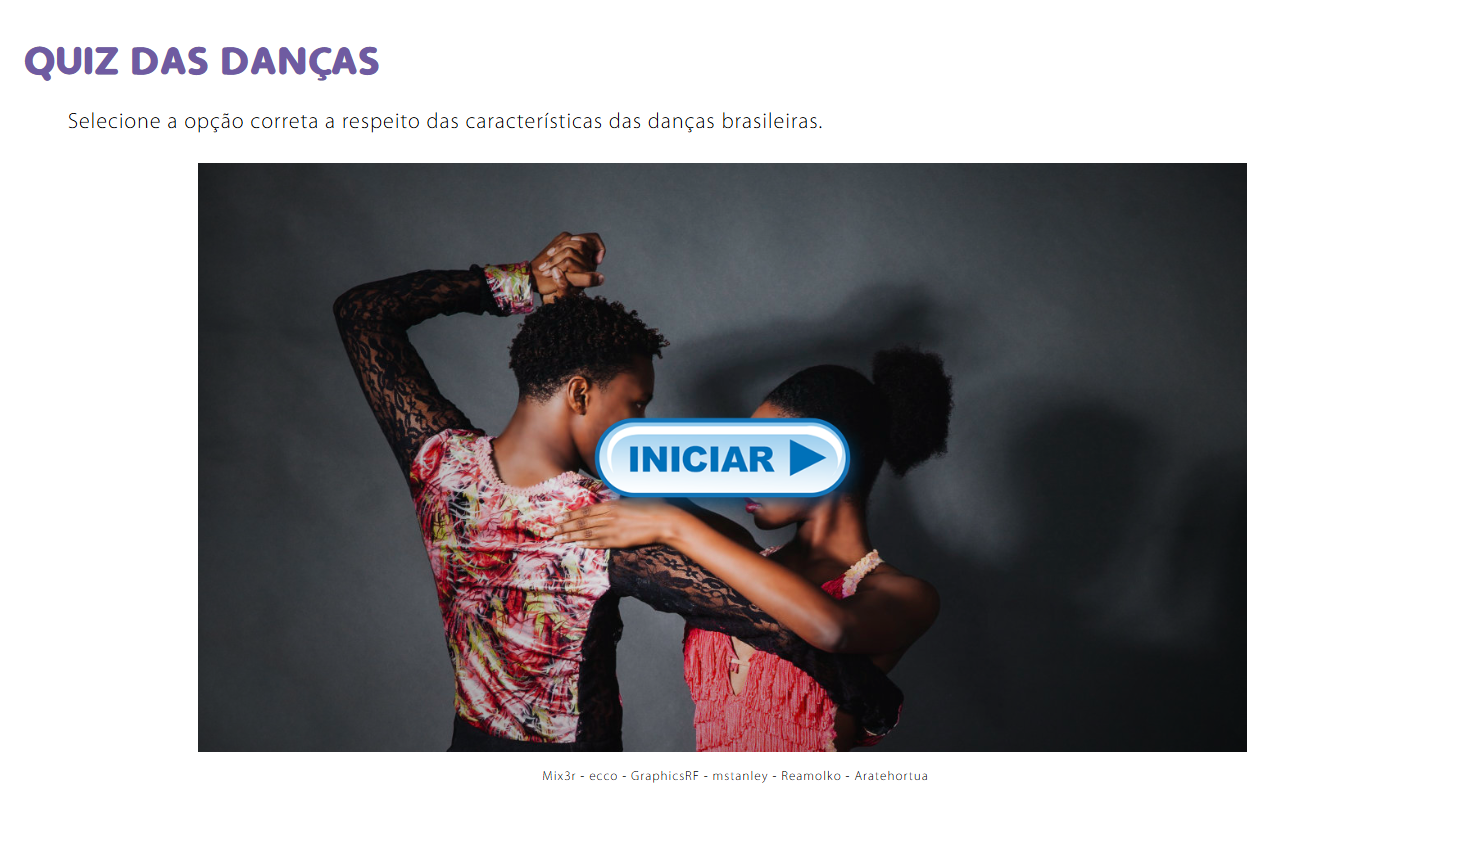 QUIZ DAS DANÇAS
Selecione a opção correta a respeito das características das danças brasileiras.
INICIAR
Mix3r - ecco - GraphicsRF - mstanley - Reamolko - Aratehortua